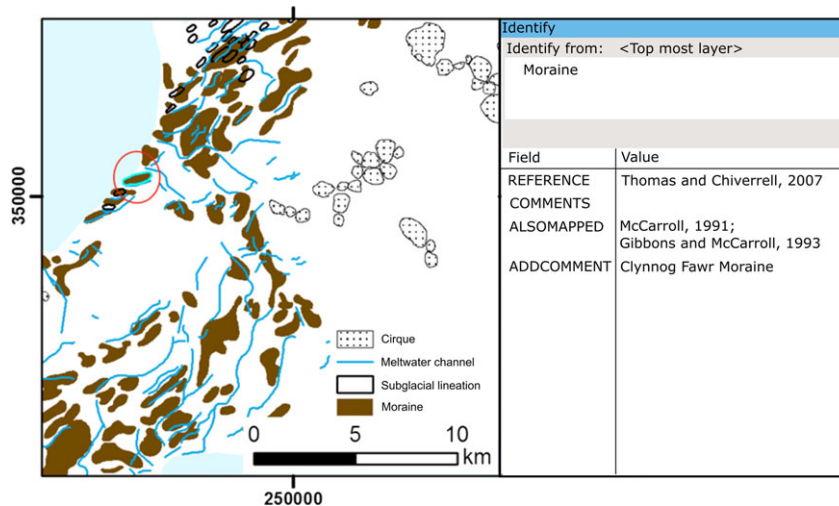 350000
250000
Cirque
Meltwater channel
Subglacial lineation
Moraine
0 5 10
km
Identify
Identify from: <Top most layer>
Moraine
Field Value
REFERENCE Thomas and Chiverrell, 2007
COMMENTS
ALSOMAPPED McCarroll, 1991;
Gibbons and McCarroll, 1993
ADDCOMMENT Clynnog Fawr Moraine